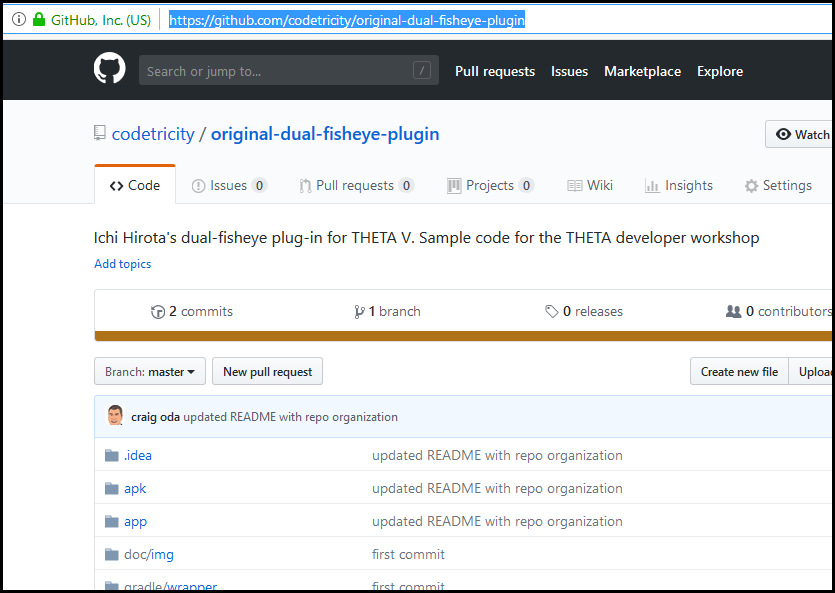 GitHub, Inc. (US) https://github.com/codetricity/original-dual-fisheye-plugin
Search or jump to... / Pull requests Issues Marketplace Explore
codetricity / original-dual-fisheye-plugin Watch
Code Issues 0 Pull requests 0 Projects 0 Wiki Insights Settings
Ichi Hirota's dual-fisheye plug-in for THETA V. Sample code for the THETA developer workshop
Add topics
2 commits 1 branch 0 releases 0 contributors
Branch: master New pull request Create new file Uploa
craig oda updated README with repo organization
.idea updated README with repo organization
apk updated README with repo organization
app updated README with repo organization
doc/img first commit
gradle/wrapper first commit